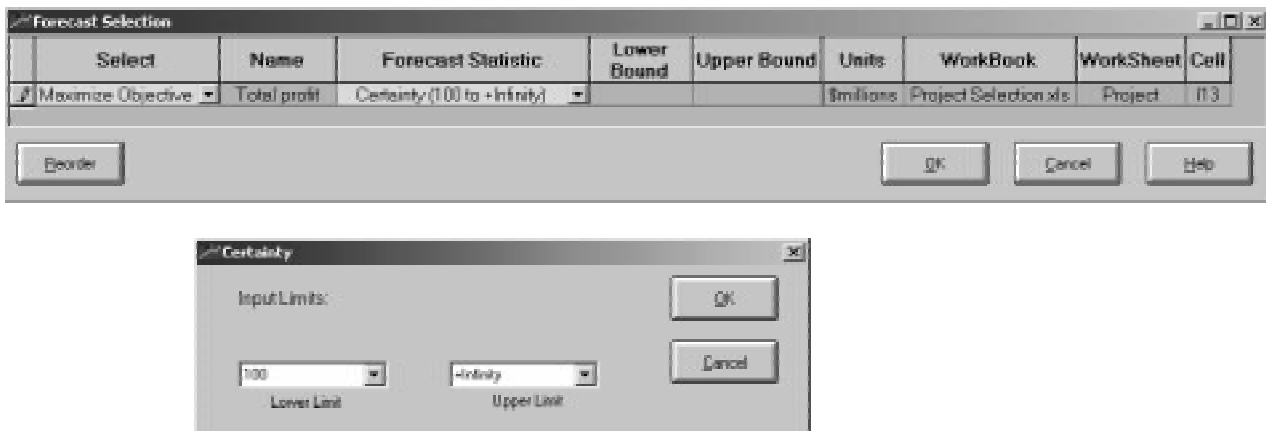 Forecast Selection
Select Name Forecast Statistic Lower Bound Upper Bound Units WorkBook WorkSheet Cell
Maximize Objective Total profit Certainty (100 to +Infinity) $millions Project Selection.xls Project I13
Reorder OK Cancel Help
Certainty
Input Limits:
OK
100 +Infinity
Cancel
Lower Limit Upper Limit